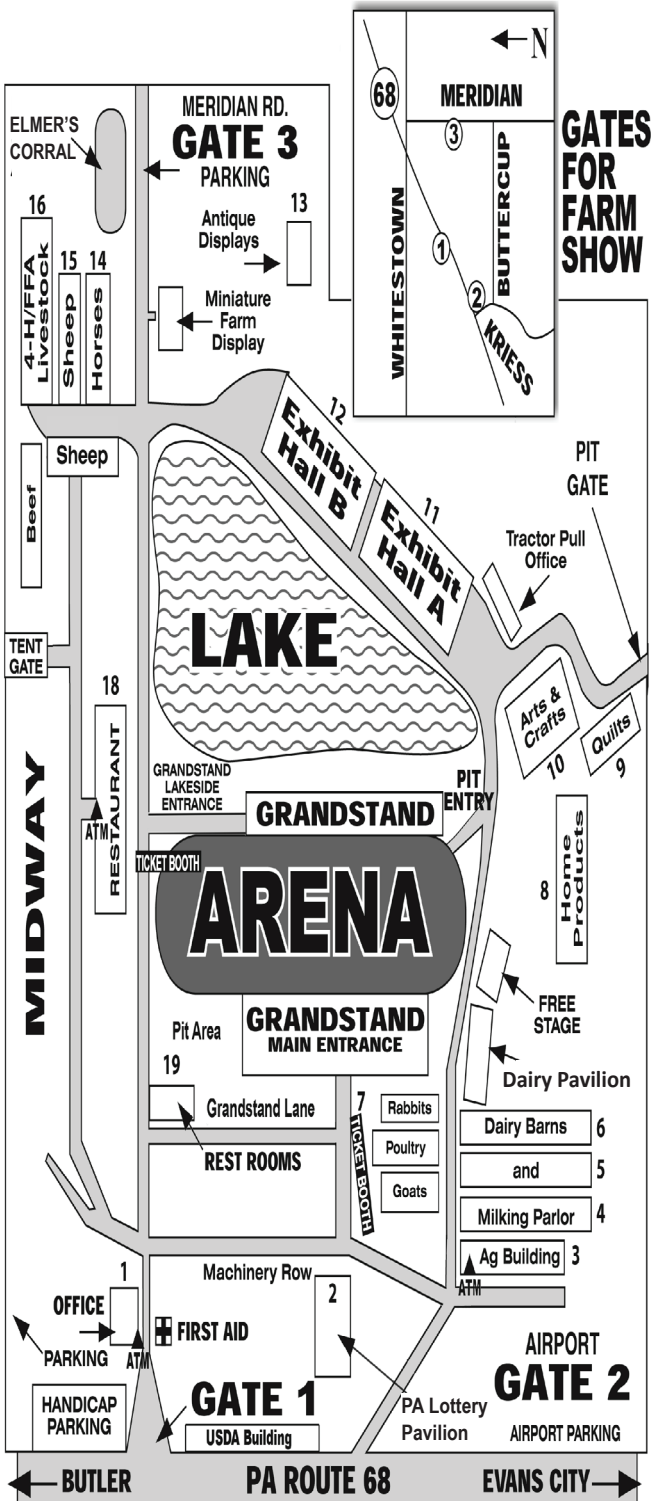 N
68
MERIDIAN
3
WHITESTOWN
BUTTERCUP
1
2
KRIESS
GATES
FOR
FARM
SHOW
ELMER'S
CORRAL
MERIDIAN RD.
GATE 3
PARKING
16
4-H/FFA
Livestock
15
Sheep
14
Horses
Antique
Displays
13
Miniature
Farm
Display
12
Exhibit
Hall B
11
Exhibit
Hall A
PIT
GATE
Tractor Pull
Office
Sheep
Beef
LAKE
TENT
GATE
18
RESTAURANT
ATM
MIDWAY
Arts &
Crafts
10
Quilts
9
GRANDSTAND
LAKESIDE
ENTRANCE
GRANDSTAND
PIT
ENTRY
TICKET BOOTH
ARENA
8
Home
Products
FREE
STAGE
GRANDSTAND
MAIN ENTRANCE
Pit Area
19
Grandstand Lane
REST ROOMS
Dairy Pavilion
7
TICKET BOOTH
Rabbits
Poultry
Goats
Dairy Barns
6
and
5
Milking Parlor
4
Ag Building
3
ATM
1
OFFICE
Machinery Row
2
FIRST AID
PARKING
ATM
HANDICAP
PARKING
GATE 1
USDA Building
PA Lottery
Pavilion
AIRPORT
GATE 2
AIRPORT PARKING
BUTLER
PA ROUTE 68
EVANS CITY